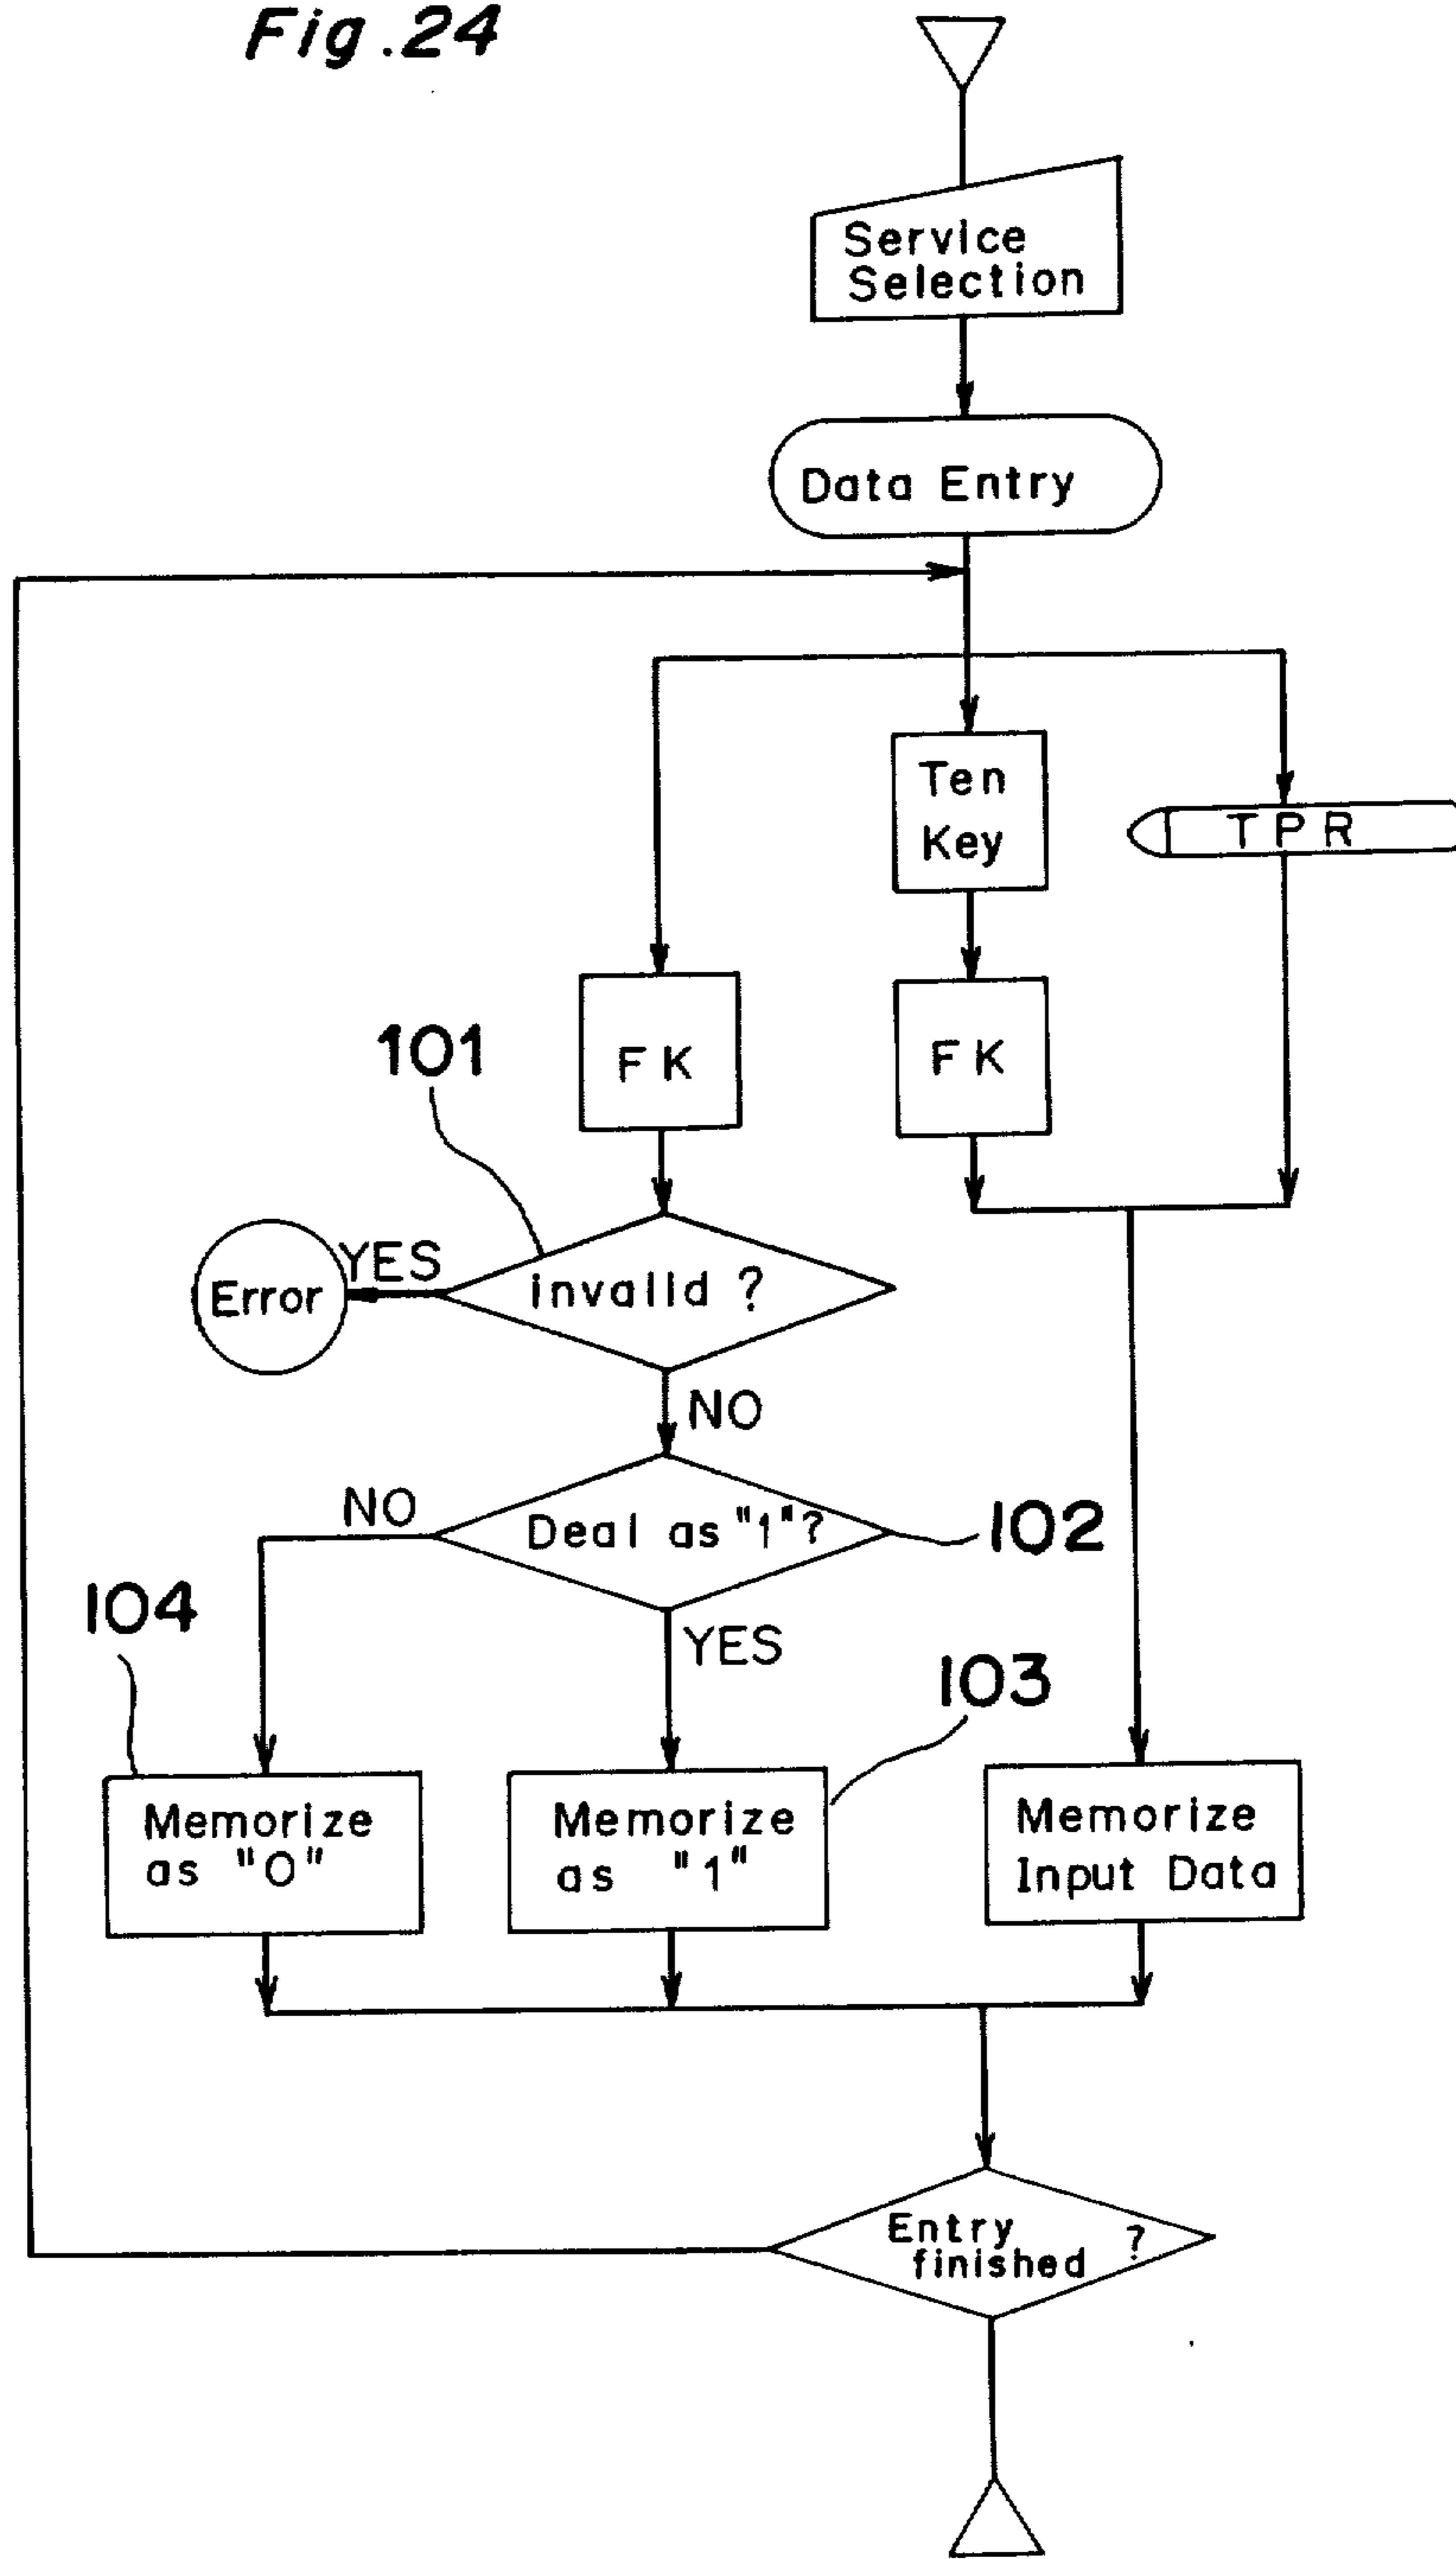 Fig.24
Service
Selection
Data Entry
Ten
Key
TPR
FK
FK
101
Error
YES
invalid ?
NO
Deal as "1"?
102
NO
YES
104
103
Memorize
as "0"
Memorize
as "1"
Memorize
Input Data
Entry
finished ?